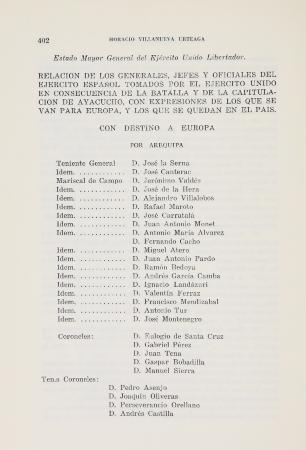 402 HORACIO VILLANUEVA URTEAGA
Estado Mayor General del Ejército Unido Libertador.
RELACION DE LOS GENERALES, JEFES Y OFICIALES DEL
EJERCITO ESPAÑOL TOMADOS POR EL EJERCITO UNIDO
EN CONSECUENCIA DE LA BATALLA Y DE LA CAPITULA-
CION DE AYACUCHO, CON EXPRESIONES DE LOS QUE SE
VAN PARA EUROPA, Y LOS QUE SE QUEDAN EN EL PAIS.
CON DESTINO A EUROPA
POR AREQUIPA
Teniente General D. José la Serna
Idem. . . . . . . . . . . . . D. José Canterac
Mariscal de Campo D. Jerónimo Valdés
Idem. . . . . . . . . . . . . D. José de la Hera
Idem. . . . . . . . . . . . . D. Alejandro Villalobos
Idem. . . . . . . . . . . . . D. Rafael Maroto
Idem. . . . . . . . . . . . . D. José Carratalá
Idem. . . . . . . . . . . . . D. Juan Antonio Monet
Idem. . . . . . . . . . . . . D. Antonio María Alvarez
D. Fernando Cacho
Idem. . . . . . . . . . . . . D. Miguel Atero
Idem. . . . . . . . . . . . . D. Juan Antonio Pardo
Idem. . . . . . . . . . . . . D. Ramón Bedoya
Idem. . . . . . . . . . . . . D. Andrés García Camba
Idem. . . . . . . . . . . . . D. Ignacio Landázuri
Idem. . . . . . . . . . . . . D. Valentín Ferraz
Idem. . . . . . . . . . . . . D. Francisco Mendizabal
Idem. . . . . . . . . . . . . D. Antonio Tur
Idem. . . . . . . . . . . . . D. José Montenegro
Coroneles: D. Eulogio de Santa Cruz
D. Gabriel Pérez
D. Juan Tena
D. Gaspar Bobadilla
D. Manuel Sierra
Ten.s Coroneles:
D. Pedro Asenjo
D. Joaquín Oliveras
D. Perseverancio Orellano
D. Andrés Castilla